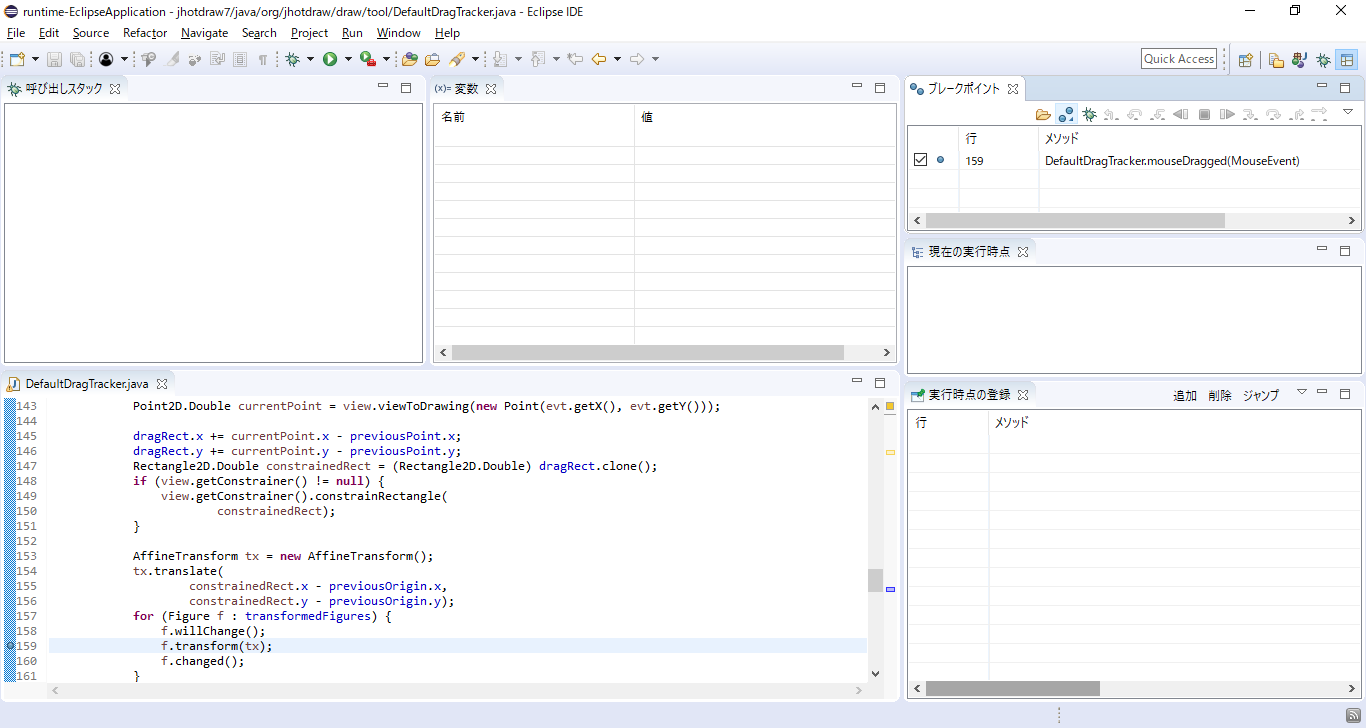 runtime-EclipseApplication - jhotdraw7/java/org/jhotdraw/draw/tool/DefaultDragTracker.java - Eclipse IDE
File Edit Source Refactor Navigate Search Project Run Window Help
Quick Access
呼び出しスタック
(x)= 変数
名前 値
ブレークポイント
行 メソッド
159 DefaultDragTracker.mouseDragged(MouseEvent)
現在の実行時点
実行時点の登録 追加 削除 ジャンプ
行 メソッド
DefaultDragTracker.java
143 Point2D.Double currentPoint = view.viewToDrawing(new Point(evt.getX(), evt.getY()));
144
145 dragRect.x += currentPoint.x - previousPoint.x;
146 dragRect.y += currentPoint.y - previousPoint.y;
147 Rectangle2D.Double constrainedRect = (Rectangle2D.Double) dragRect.clone();
148 if (view.getConstrainer() != null) {
149 view.getConstrainer().constrainRectangle(
150 constrainedRect);
151 }
152
153 AffineTransform tx = new AffineTransform();
154 tx.translate(
155 constrainedRect.x - previousOrigin.x,
156 constrainedRect.y - previousOrigin.y);
157 for (Figure f : transformedFigures) {
158 f.willChange();
159 f.transform(tx);
160 f.changed();
161 }